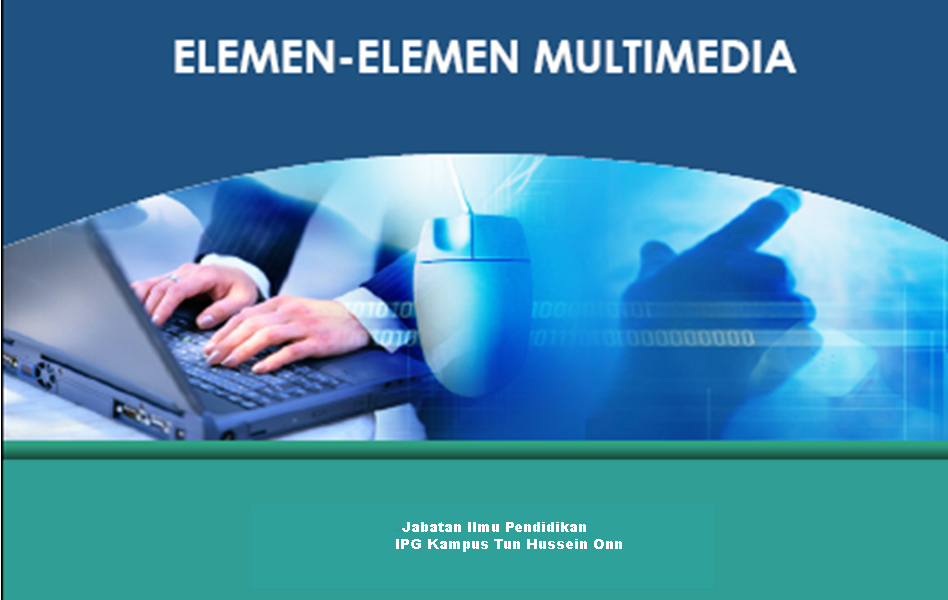 ELEMEN-ELEMEN MULTIMEDIA
Jabatan Ilmu Pendidikan
IPG Kampus Tun Hussein Onn